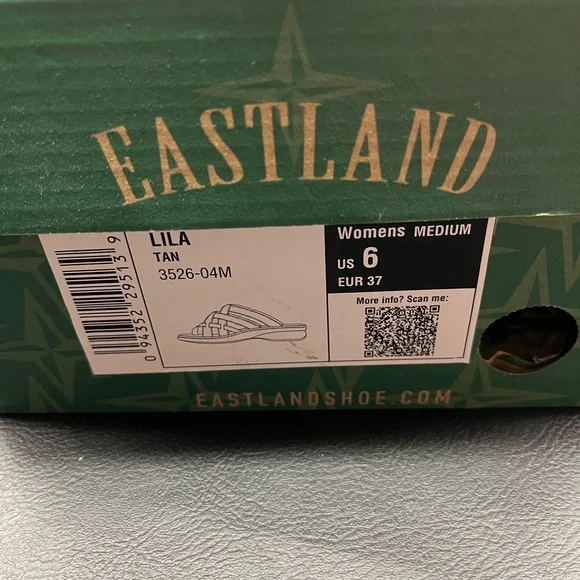 EASTLAND
LILA
TAN
3526-04M
Womens MEDIUM
US 6
EUR 37
More info? Scan me:
0 94352 29513 9
EASTLANDSHOE.COM